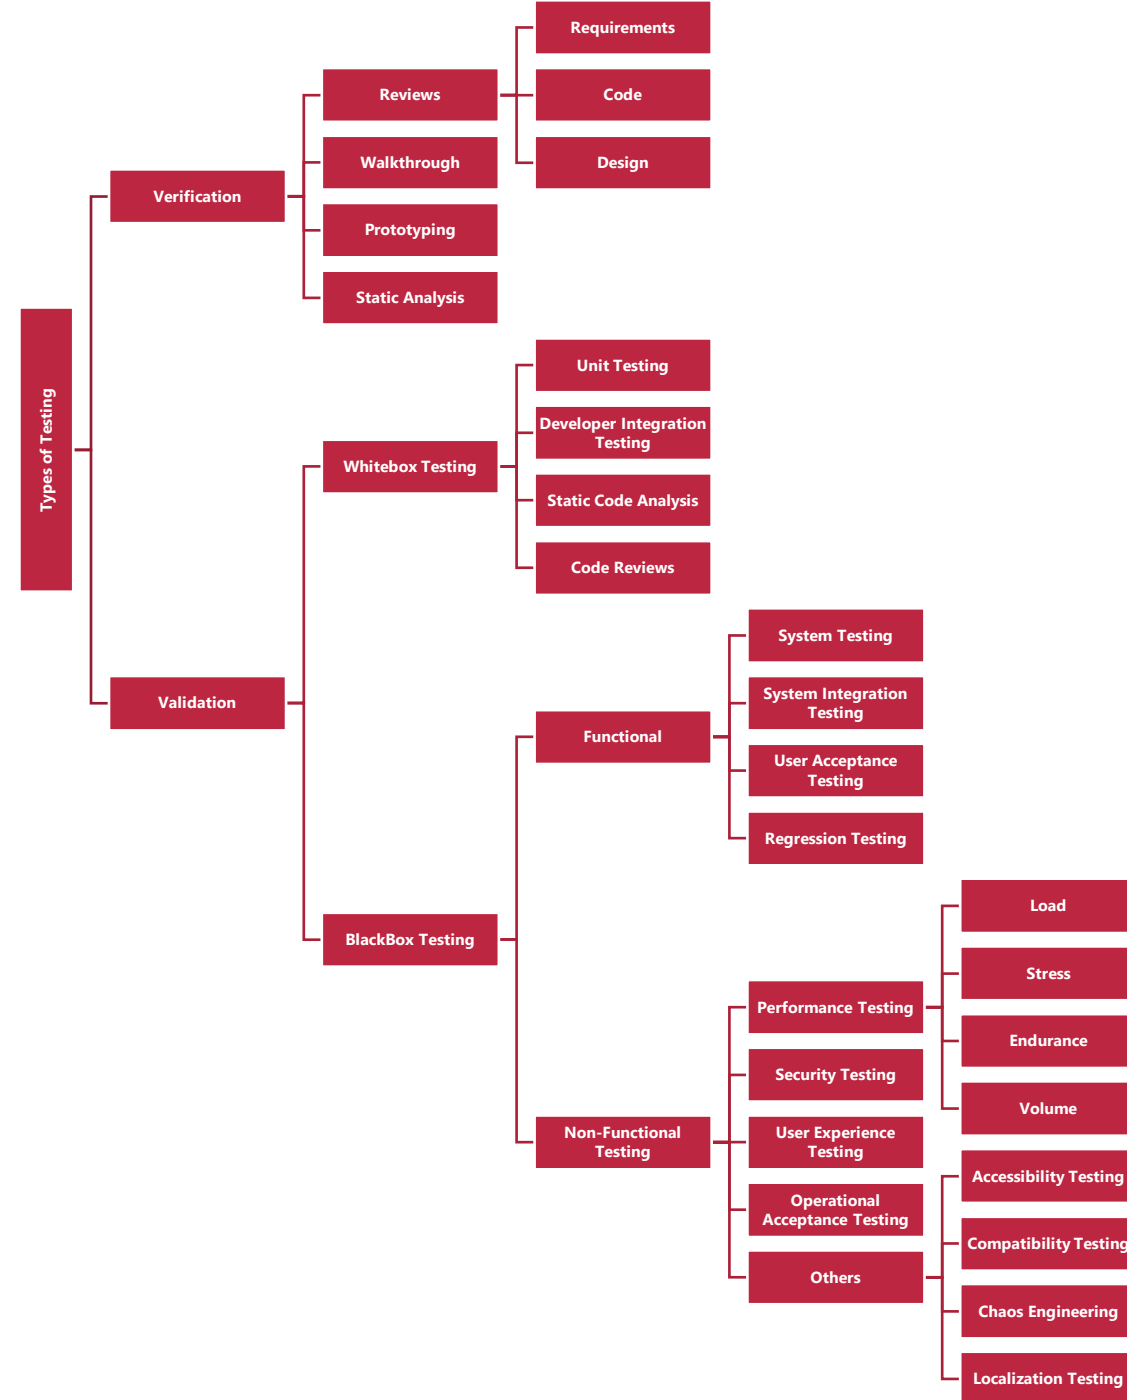 Types of Testing
Verification
Reviews
Requirements
Code
Design
Walkthrough
Prototyping
Static Analysis
Validation
Whitebox Testing
Unit Testing
Developer Integration
Testing
Static Code Analysis
Code Reviews
BlackBox Testing
Functional
System Testing
System Integration
Testing
User Acceptance
Testing
Regression Testing
Non-Functional
Testing
Performance Testing
Load
Stress
Endurance
Volume
Security Testing
User Experience
Testing
Operational
Acceptance Testing
Others
Accessibility Testing
Compatibility Testing
Chaos Engineering
Localization Testing